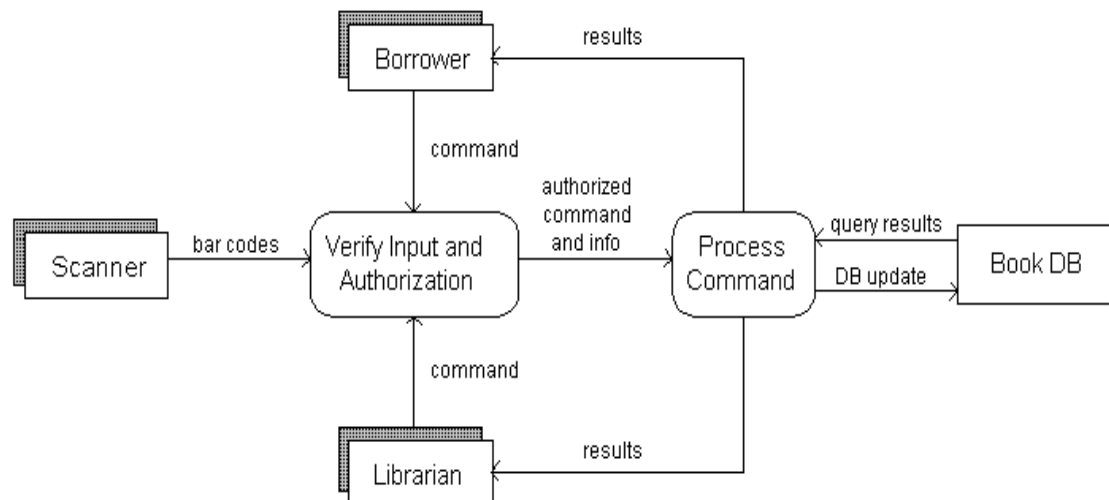 results
Borrower
command
authorized
command
and info
Scanner
bar codes
Verify Input and
Authorization
Process
Command
query results
DB update
Book DB
command
Librarian
results